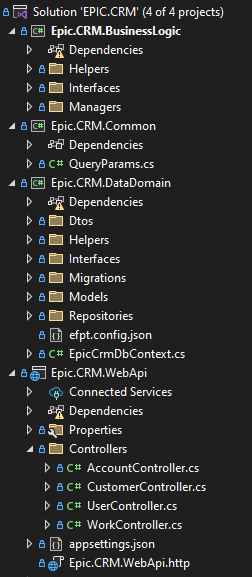 Solution 'EPIC.CRM' (4 of 4 projects)
Epic.CRM.BusinessLogic
Dependencies
Helpers
Interfaces
Managers
Epic.CRM.Common
Dependencies
C# QueryParams.cs
Epic.CRM.DataDomain
Dependencies
Dtos
Helpers
Interfaces
Migrations
Models
Repositories
efpt.config.json
C# EpicCrmDbContext.cs
Epic.CRM.WebApi
Connected Services
Dependencies
Properties
Controllers
C# AccountController.cs
C# CustomerController.cs
C# UserController.cs
C# WorkController.cs
appsettings.json
Epic.CRM.WebApi.http